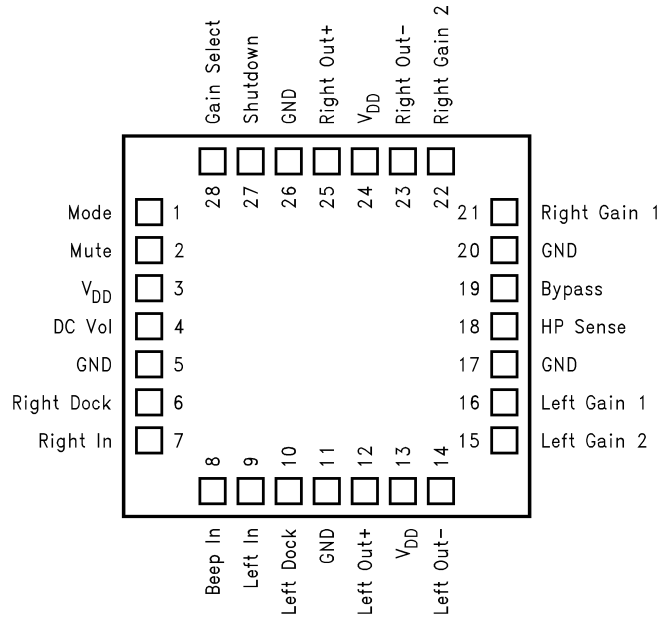 Gain Select
Shutdown
GND
Right Out+
VDD
Right Out-
Right Gain 2
28
27
26
25
24
23
22
Mode 1
Mute 2
VDD 3
DC Vol 4
GND 5
Right Dock 6
Right In 7
21 Right Gain 1
20 GND
19 Bypass
18 HP Sense
17 GND
16 Left Gain 1
15 Left Gain 2
8
9
10
11
12
13
14
Beep In
Left In
Left Dock
GND
Left Out+
VDD
Left Out-